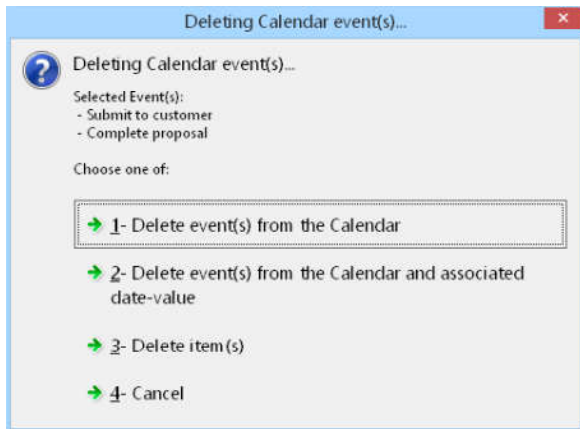 Deleting Calendar event(s)...
Deleting Calendar event(s)...
Selected Event(s):
- Submit to customer
- Complete proposal
Choose one of:
1- Delete event(s) from the Calendar
2- Delete event(s) from the Calendar and associated
date-value
3- Delete item(s)
4- Cancel